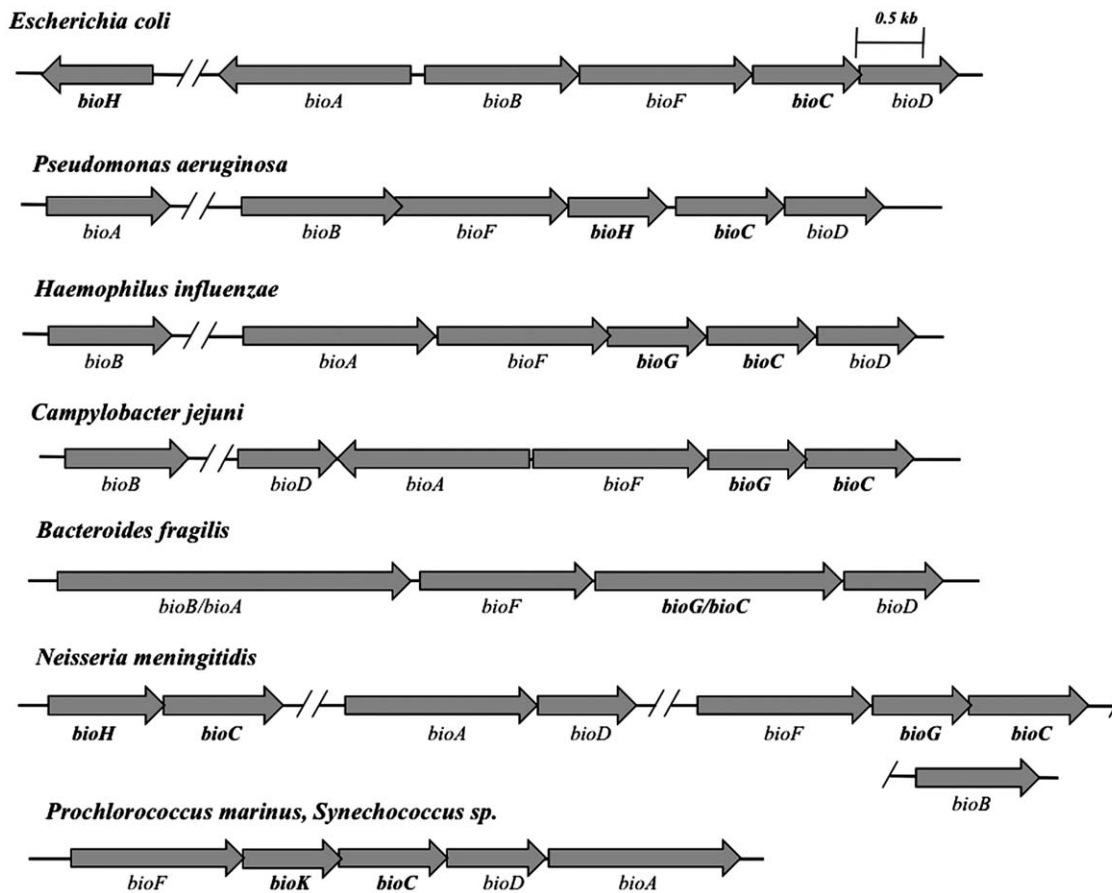 Escherichia coli
0.5 kb
bioH bioA bioB bioF bioC bioD
Pseudomonas aeruginosa
bioA bioB bioF bioH bioC bioD
Haemophilus influenzae
bioB bioA bioF bioG bioC bioD
Campylobacter jejuni
bioB bioD bioA bioF bioG bioC
Bacteroides fragilis
bioB/bioA bioF bioG/bioC bioD
Neisseria meningitidis
bioH bioC bioA bioD bioF bioG bioC
bioB
Prochlorococcus marinus, Synechococcus sp.
bioF bioK bioC bioD bioA